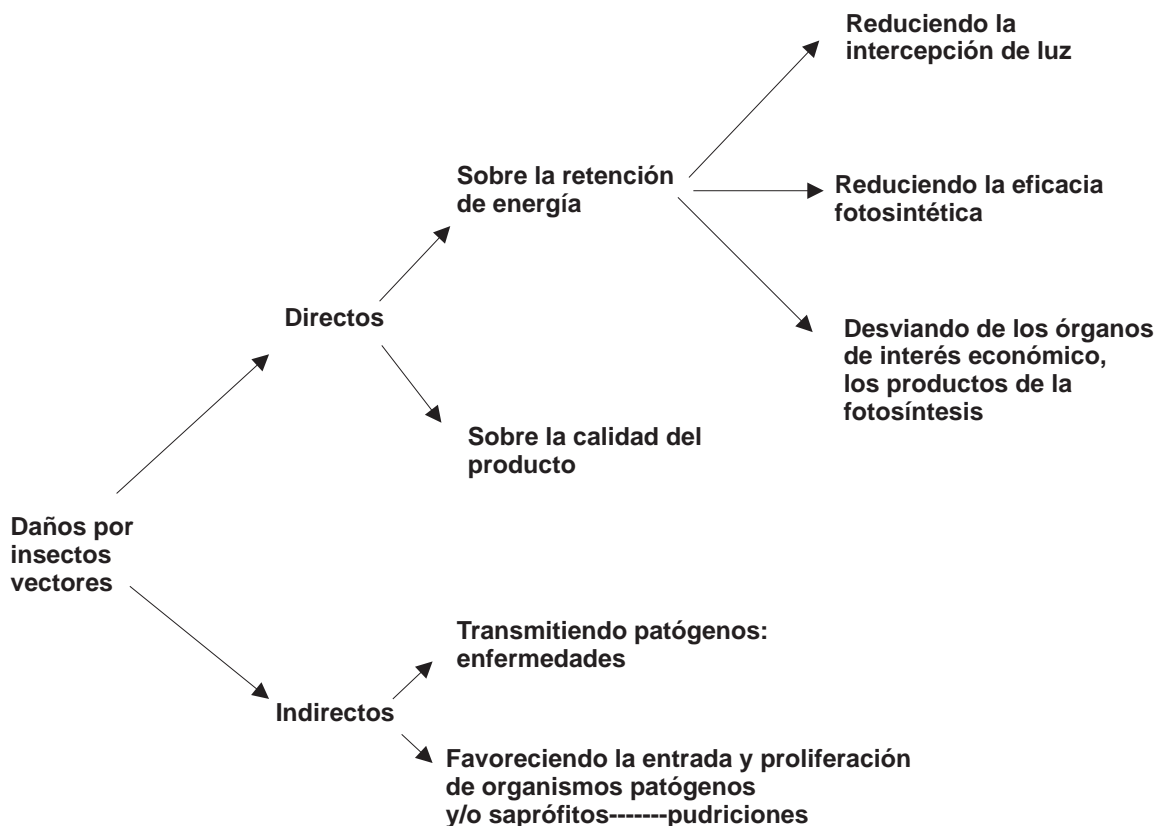 Reduciendo la
intercepción de luz
Sobre la retención
de energía
Reduciendo la eficacia
fotosintética
Directos
Desviando de los órganos
de interés económico,
los productos de la
fotosíntesis
Sobre la calidad del
producto
Daños por
insectos
vectores
Transmitiendo patógenos:
enfermedades
Indirectos
Favoreciendo la entrada y proliferación
de organismos patógenos
y/o saprófitos-------pudriciones